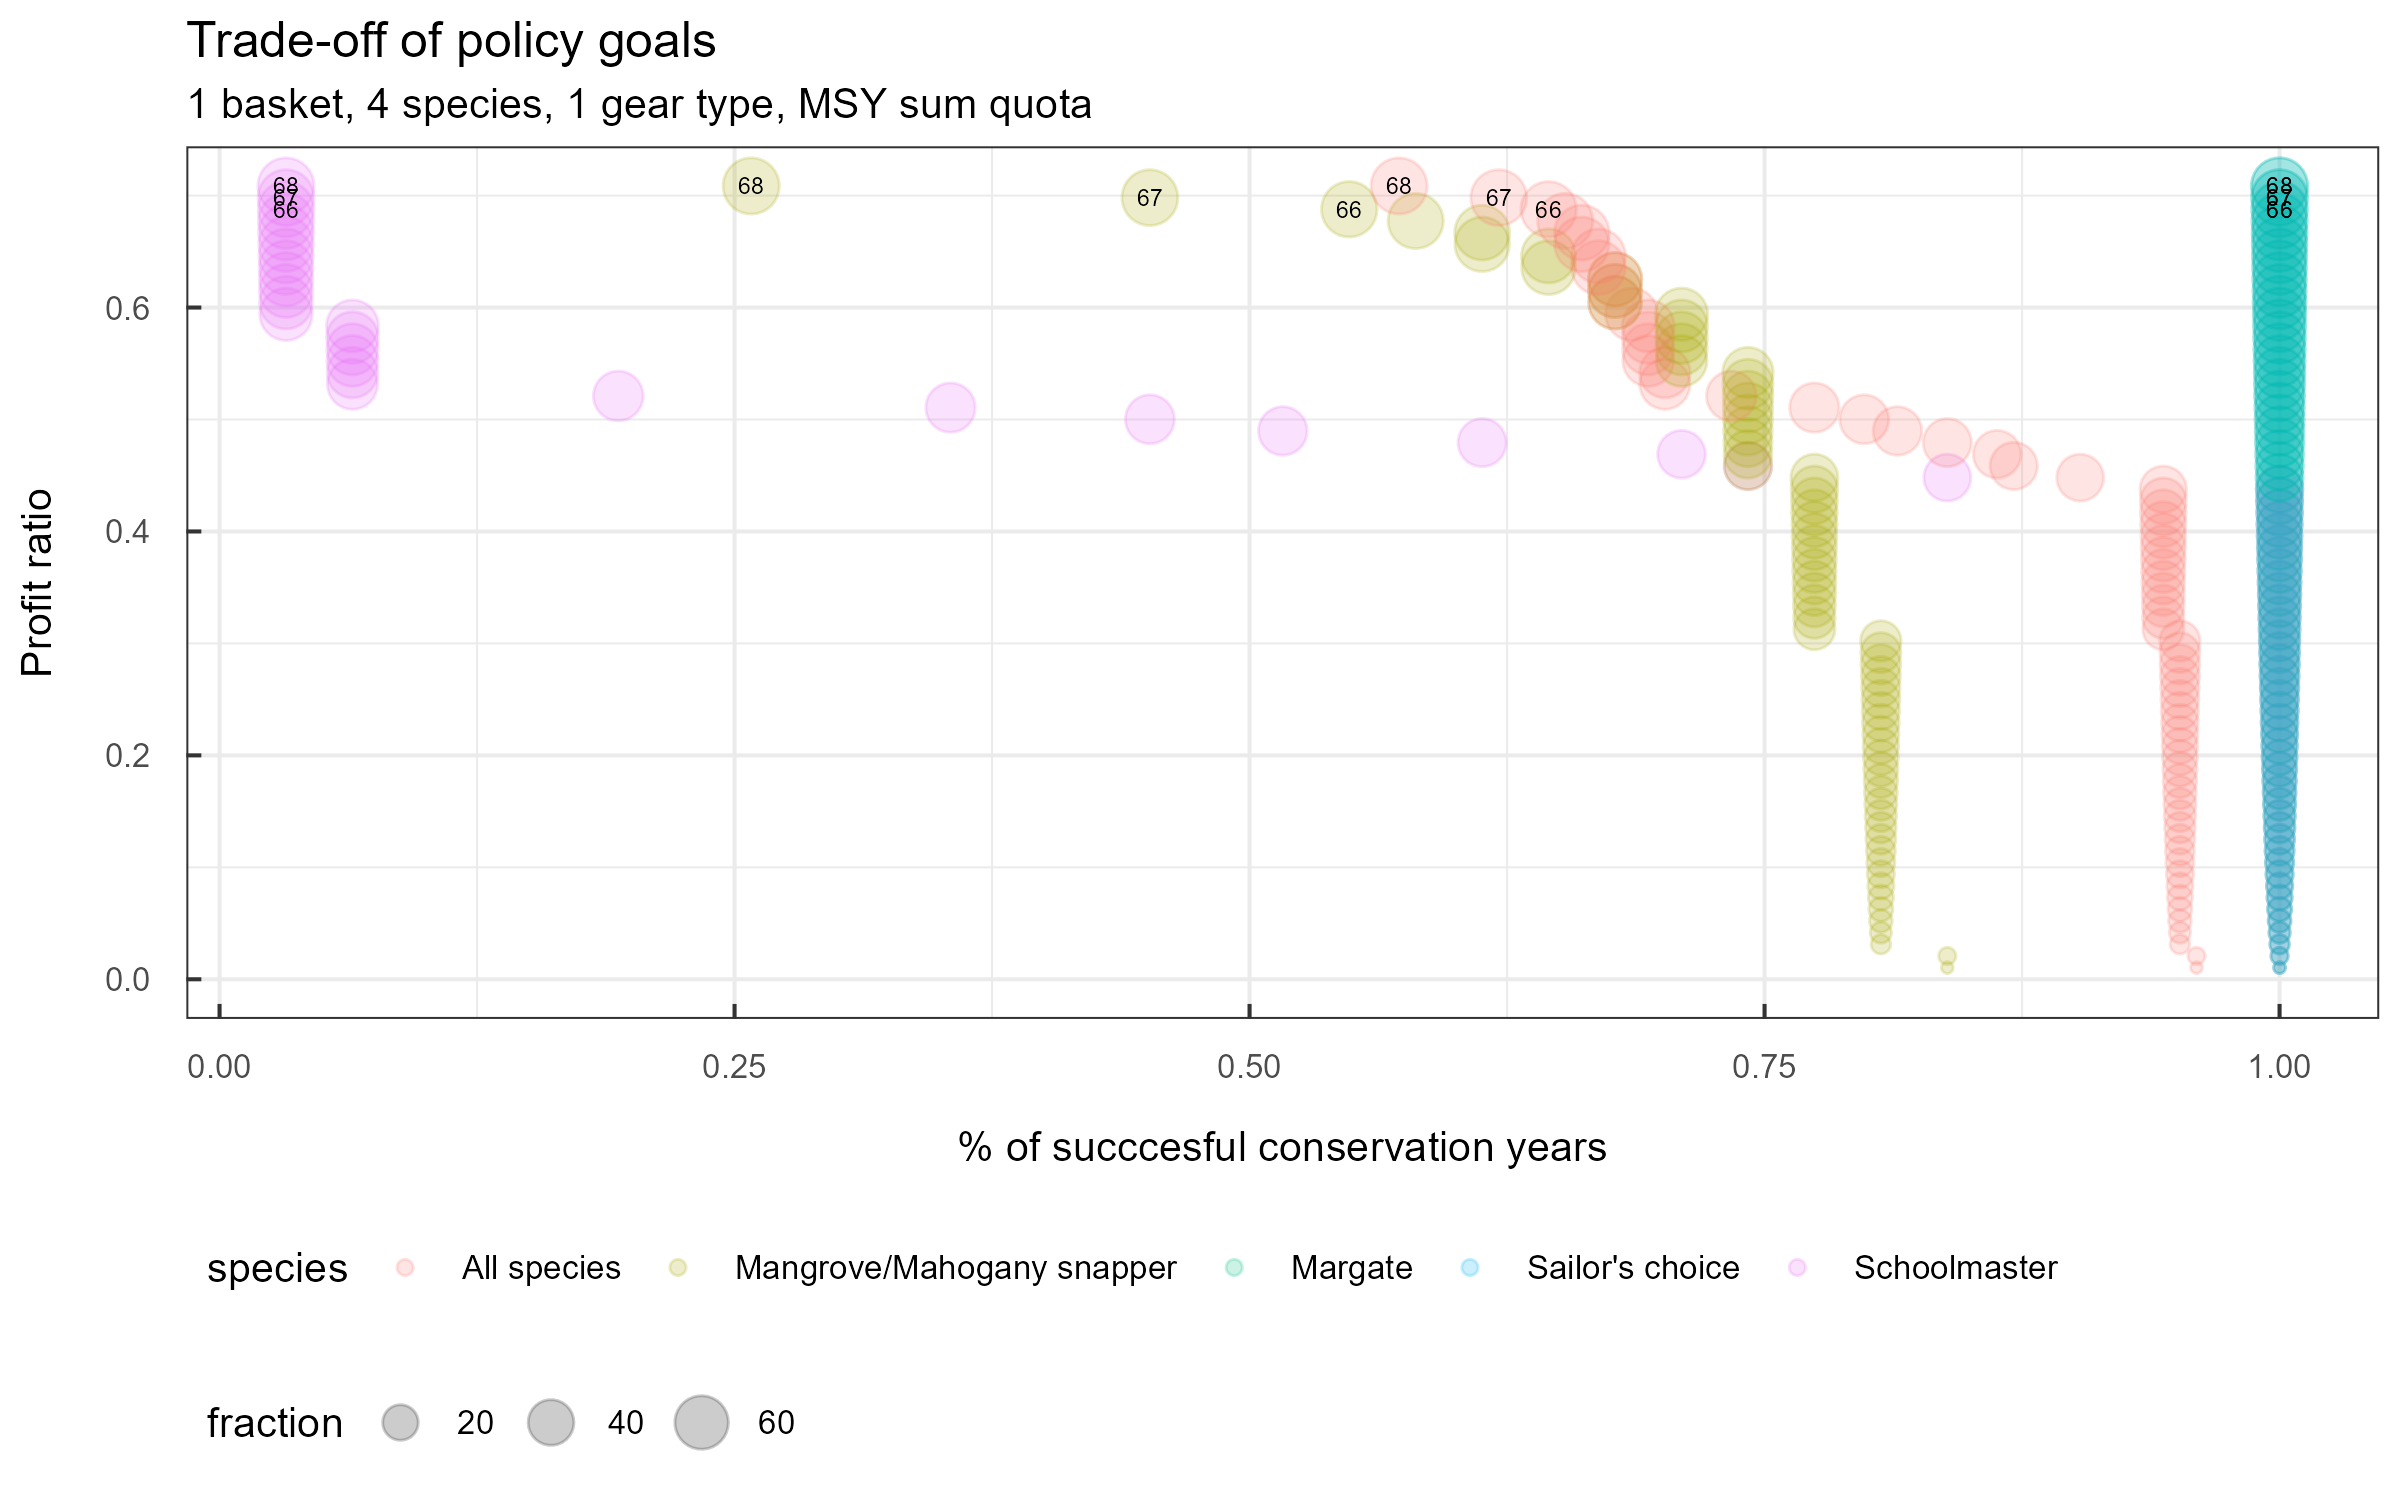 Trade-off of policy goals
1 basket, 4 species, 1 gear type, MSY sum quota
68 68 68 68
67 67 67 67
66 66 66 66
68
67
66
0.6
0.4
0.2
0.0
Profit ratio
0.00 0.25 0.50 0.75 1.00
% of succcesful conservation years
species All species Mangrove/Mahogany snapper Margate Sailor's choice Schoolmaster
fraction 20 40 60